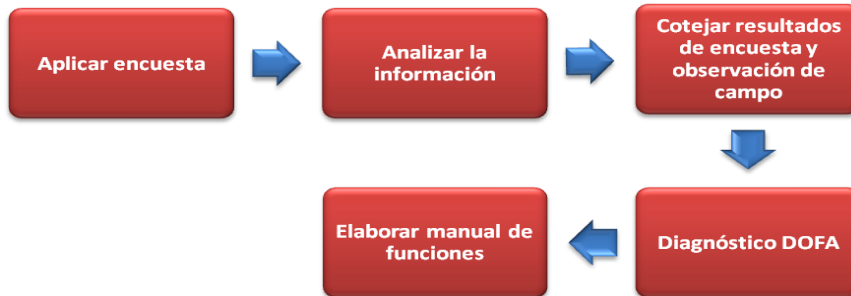 Aplicar encuesta
Analizar la
información
Cotejar resultados
de encuesta y
observación de
campo
Diagnóstico DOFA
Elaborar manual de
funciones